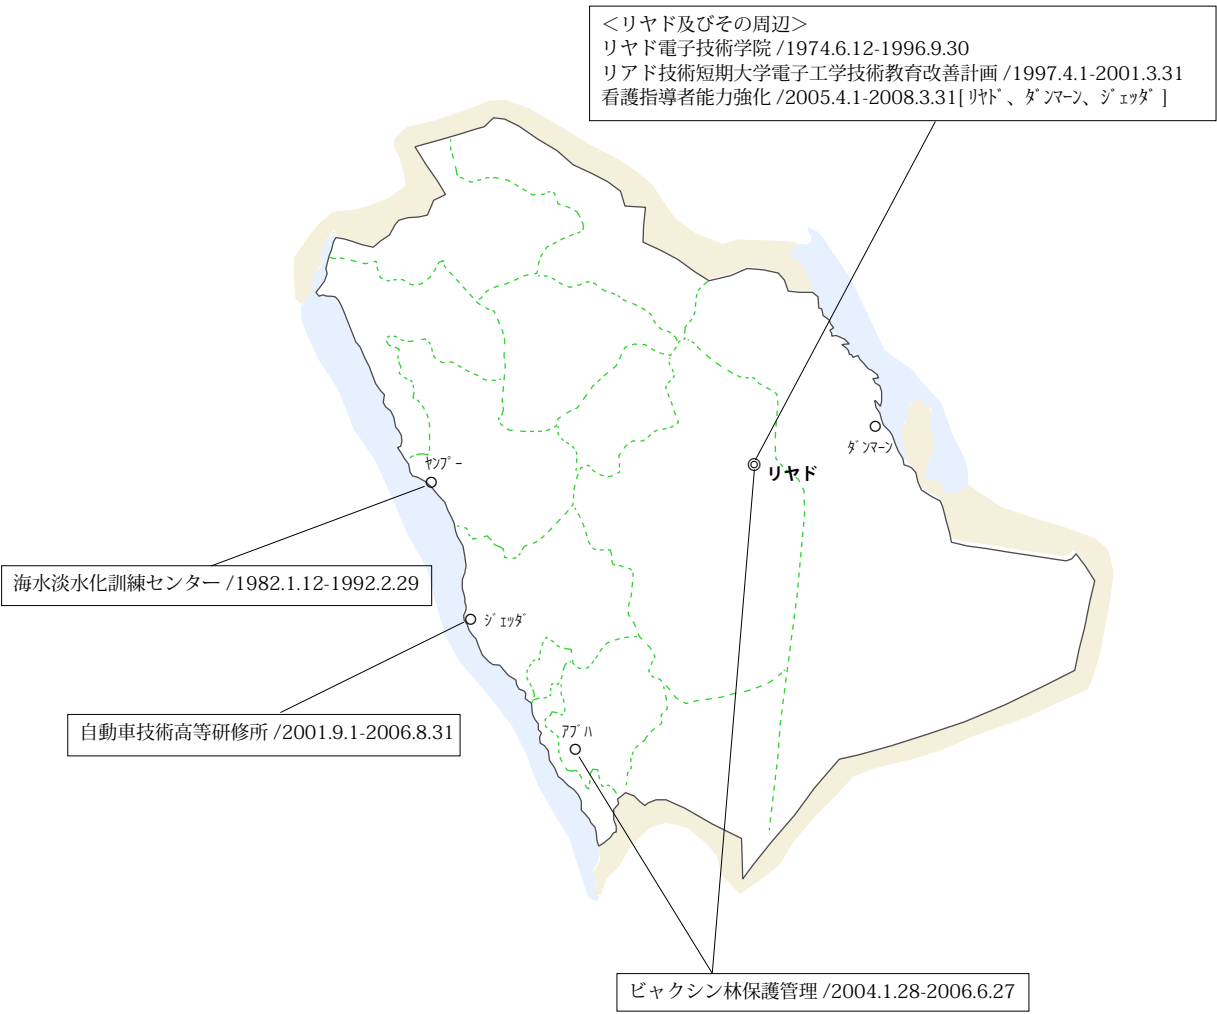 ＜リヤド及びその周辺＞
リヤド電子技術学院 /1974.6.12-1996.9.30
リアド技術短期大学電子工学技術教育改善計画 /1997.4.1-2001.3.31
看護指導者能力強化 /2005.4.1-2008.3.31[ﾘﾔﾄﾞ、ﾀﾞﾝﾏｰﾝ、ｼﾞｪｯﾀﾞ]
ﾀﾞﾝﾏｰﾝ
ﾔﾝﾌﾞｰ
リヤド
海水淡水化訓練センター /1982.1.12-1992.2.29
ｼﾞｪｯﾀﾞ
自動車技術高等研修所 /2001.9.1-2006.8.31
ｱﾌﾞﾊ
ビャクシン林保護管理 /2004.1.28-2006.6.27